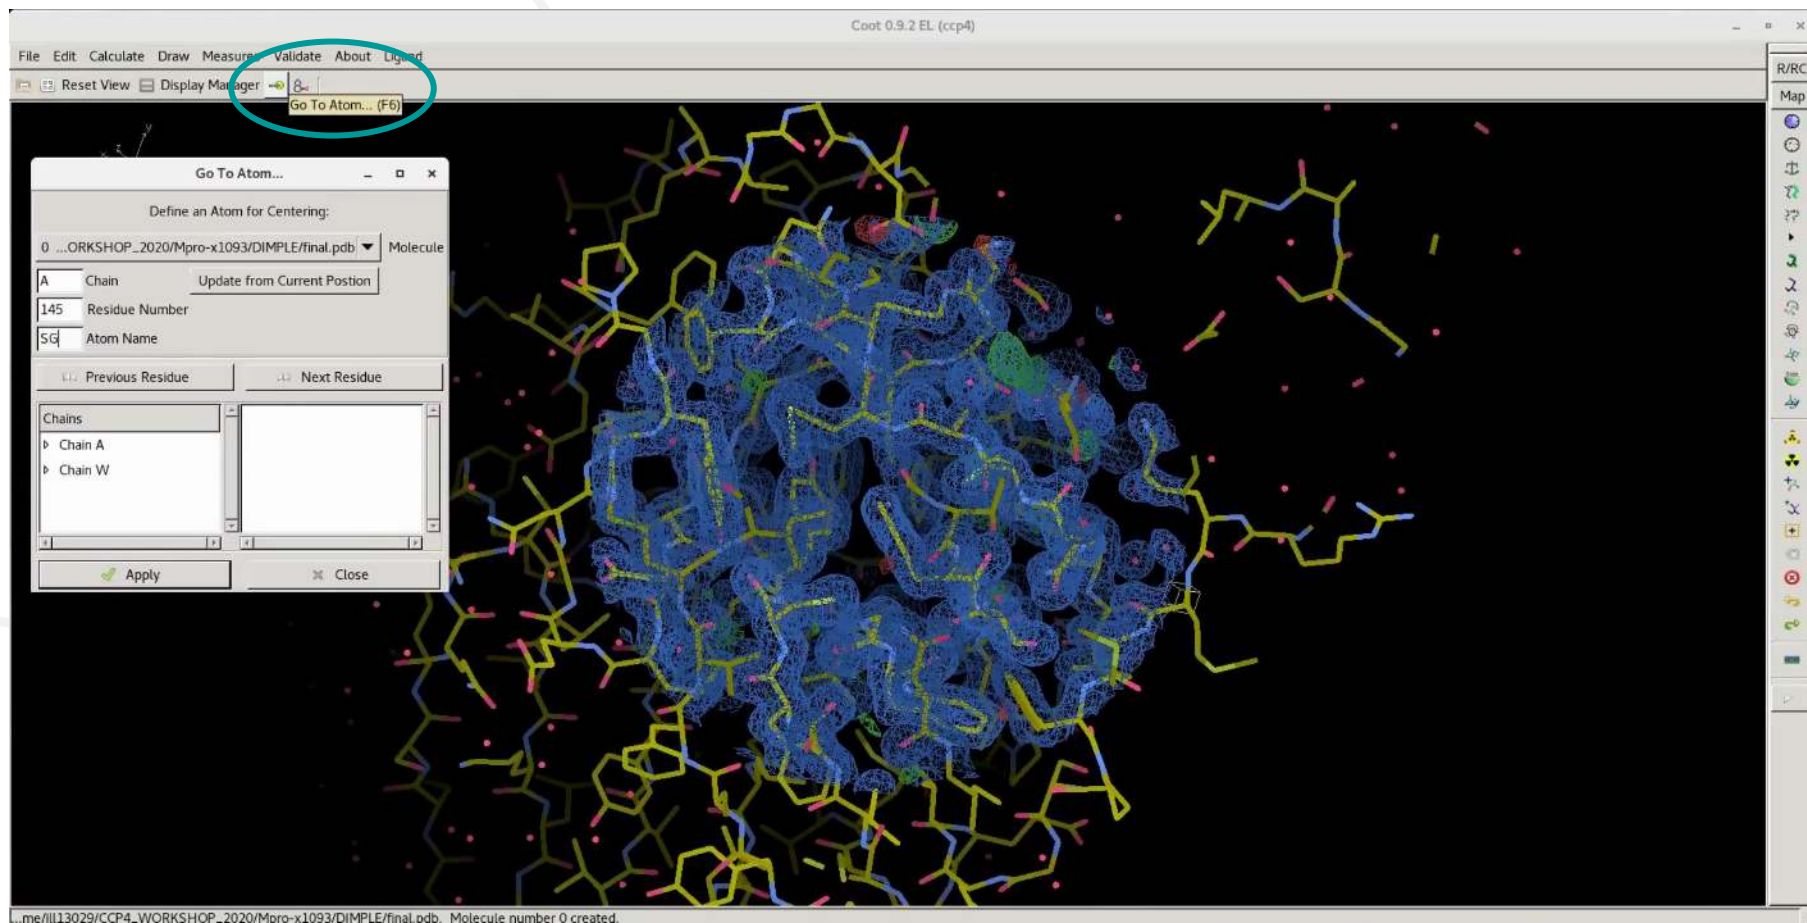 Coot 0.9.2 EL (ccp4)
File Edit Calculate Draw Measures Validate About Ligand
Reset View Display Manager
Go To Atom... (F6)
R/RC
Map
Go To Atom...
Define an Atom for Centering:
0 ...ORKSHOP_2020/Mpro-x1093/DIMPLE/final.pdb Molecule
A Chain Update from Current Postion
145 Residue Number
SG Atom Name
Previous Residue Next Residue
Chains
Chain A
Chain W
Apply Close
y
x z
...me/ill13029/CCP4_WORKSHOP_2020/Mpro-x1093/DIMPLE/final.pdb. Molecule number 0 created.